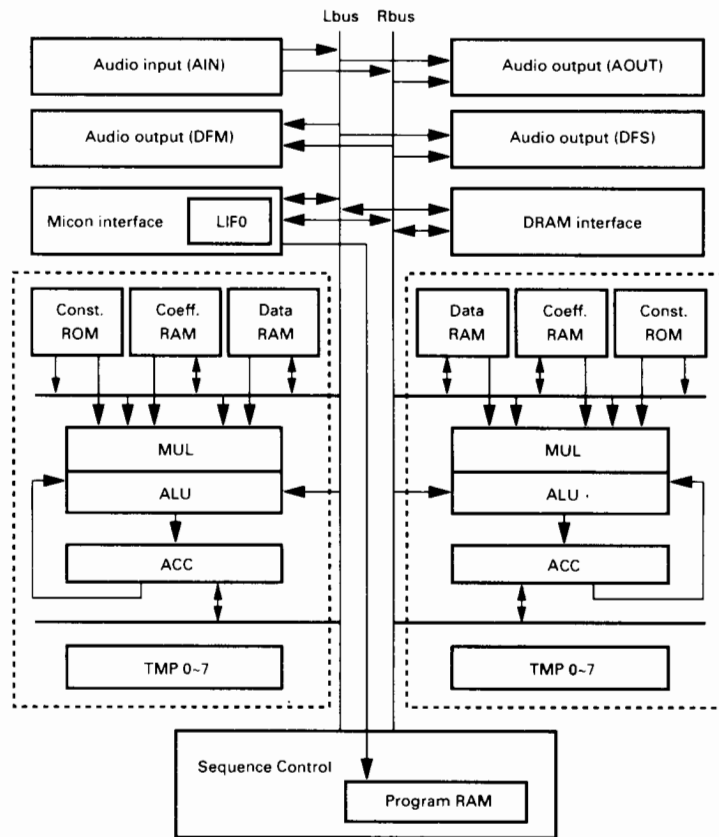 Lbus Rbus
Audio input (AIN)
Audio output (AOUT)
Audio output (DFM)
Audio output (DFS)
Micon interface
LIF0
DRAM interface
Const.
ROM
Coeff.
RAM
Data
RAM
Data
RAM
Coeff.
RAM
Const.
ROM
MUL
ALU
ACC
TMP 0~7
MUL
ALU
ACC
TMP 0~7
Sequence Control
Program RAM